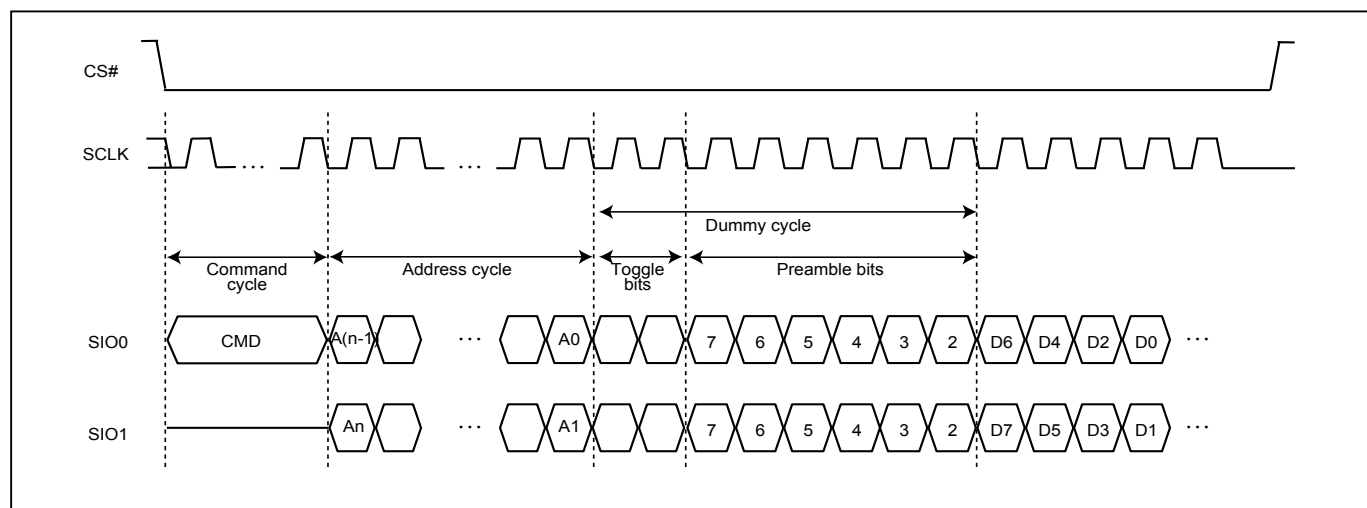 CS#
SCLK
...
...
Dummy cycle
Command
cycle
Address cycle
Toggle
bits
Preamble bits
SIO0 CMD A(n-1) ... A0 7 6 5 4 3 2 D6 D4 D2 D0 ...
SIO1 An ... A1 7 6 5 4 3 2 D7 D5 D3 D1 ...